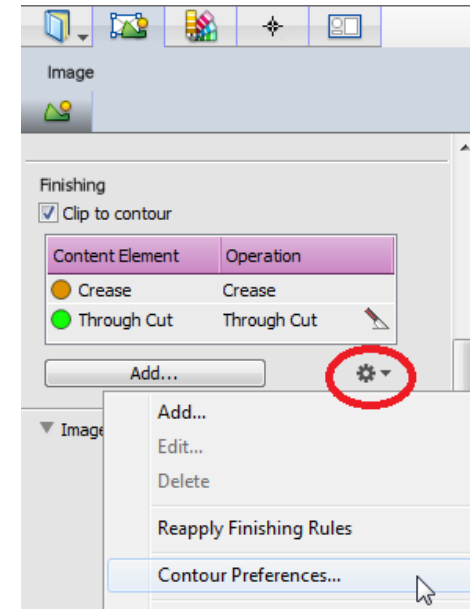 Image
Finishing
Clip to contour
Content Element Operation
Crease Crease
Through Cut Through Cut
Add...
Image
Add...
Edit...
Delete
Reapply Finishing Rules
Contour Preferences...